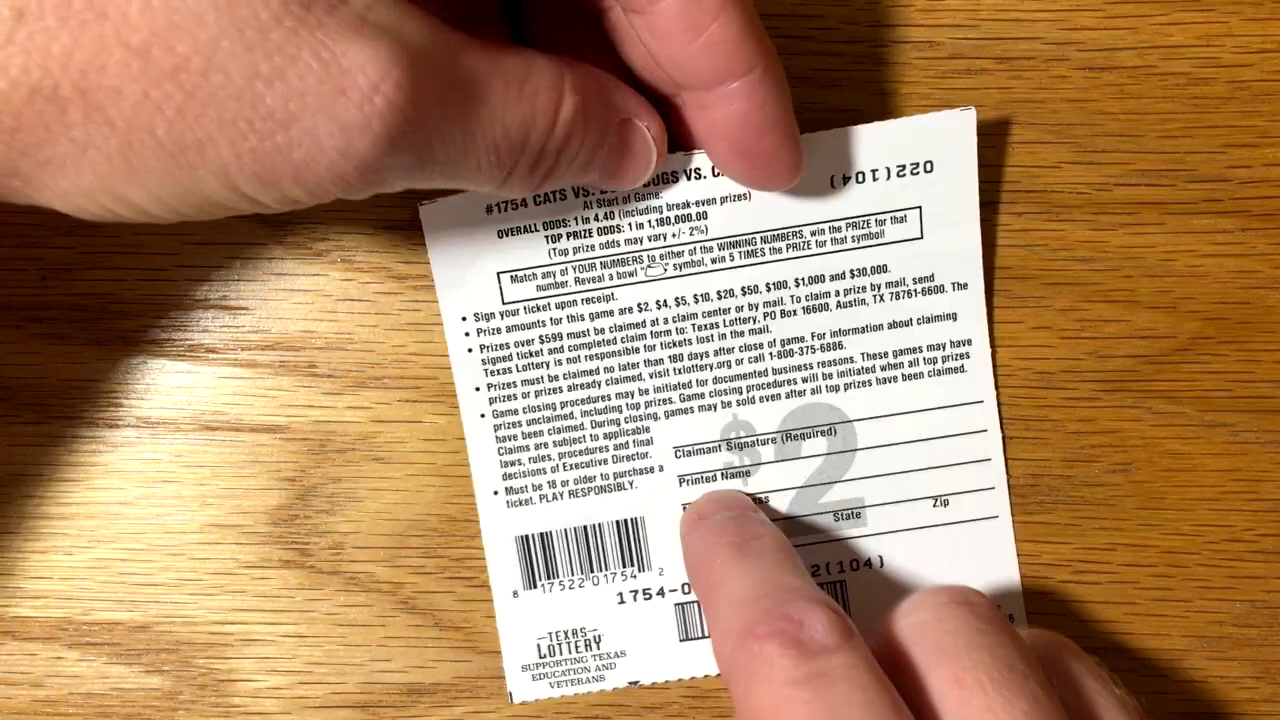 022(104)
#1754 CATS VS. DOGS VS.
At Start of Game:
OVERALL ODDS: 1 in 4.40 (including break-even prizes)
TOP PRIZE ODDS: 1 in 1,180,000.00
(Top prize odds may vary +/- 2%)
Match any of YOUR NUMBERS to either of the WINNING NUMBERS, win the PRIZE for that
number. Reveal a bowl " " symbol, win 5 TIMES the PRIZE for that symbol!
• Sign your ticket upon receipt.
• Prize amounts for this game are $2, $4, $5, $10, $20, $50, $100, $1,000 and $30,000.
• Prizes over $599 must be claimed at a claim center or by mail. To claim a prize by mail, send
signed ticket and completed claim form to: Texas Lottery, PO Box 16600, Austin, TX 78761-6600. The
Texas Lottery is not responsible for tickets lost in the mail.
• Prizes must be claimed no later than 180 days after close of game. For information about claiming
prizes or prizes already claimed, visit txlottery.org or call 1-800-375-6886.
• Game closing procedures may be initiated for documented business reasons. These games may have
prizes unclaimed, including top prizes. Game closing procedures will be initiated when all top prizes
have been claimed. During closing, games may be sold even after all top prizes have been claimed.
Claims are subject to applicable
laws, rules, procedures and final
decisions of Executive Director.
• Must be 18 or older to purchase a
ticket. PLAY RESPONSIBLY.
$2
Claimant Signature (Required)
Printed Name
State Zip
8 17522 01754 2
1754-0 2(104)
TEXAS
LOTTERY
SUPPORTING TEXAS
EDUCATION AND
VETERANS